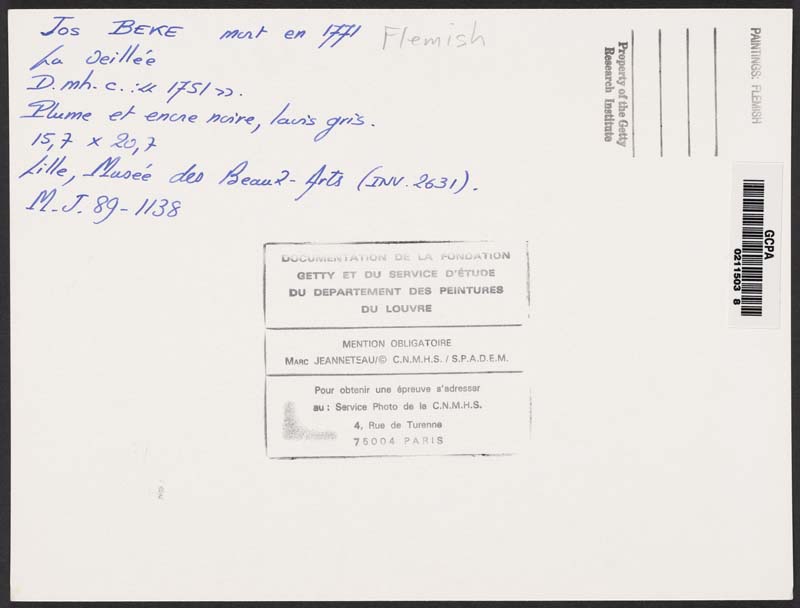 Jos BEKE mort en 1771 Flemish
La Veillée
D. mh. c. : « 1751 ».
Plume et encre noire, lavis gris.
15,7 x 20,7
Lille, Musée des Beaux-Arts (INV. 2631).
M.J. 89-1138
DOCUMENTATION DE LA FONDATION
GETTY ET DU SERVICE D'ÉTUDE
DU DEPARTEMENT DES PEINTURES
DU LOUVRE
MENTION OBLIGATOIRE
MARC JEANNETEAU/© C.N.M.H.S. / S.P.A.D.E.M.
Pour obtenir une épreuve s'adresser
au : Service Photo de la C.N.M.H.S.
4, Rue de Turenne
75004 PARIS
Property of the Getty
Research Institute
PAINTINGS: FLEMISH
GCPA
0211503 8